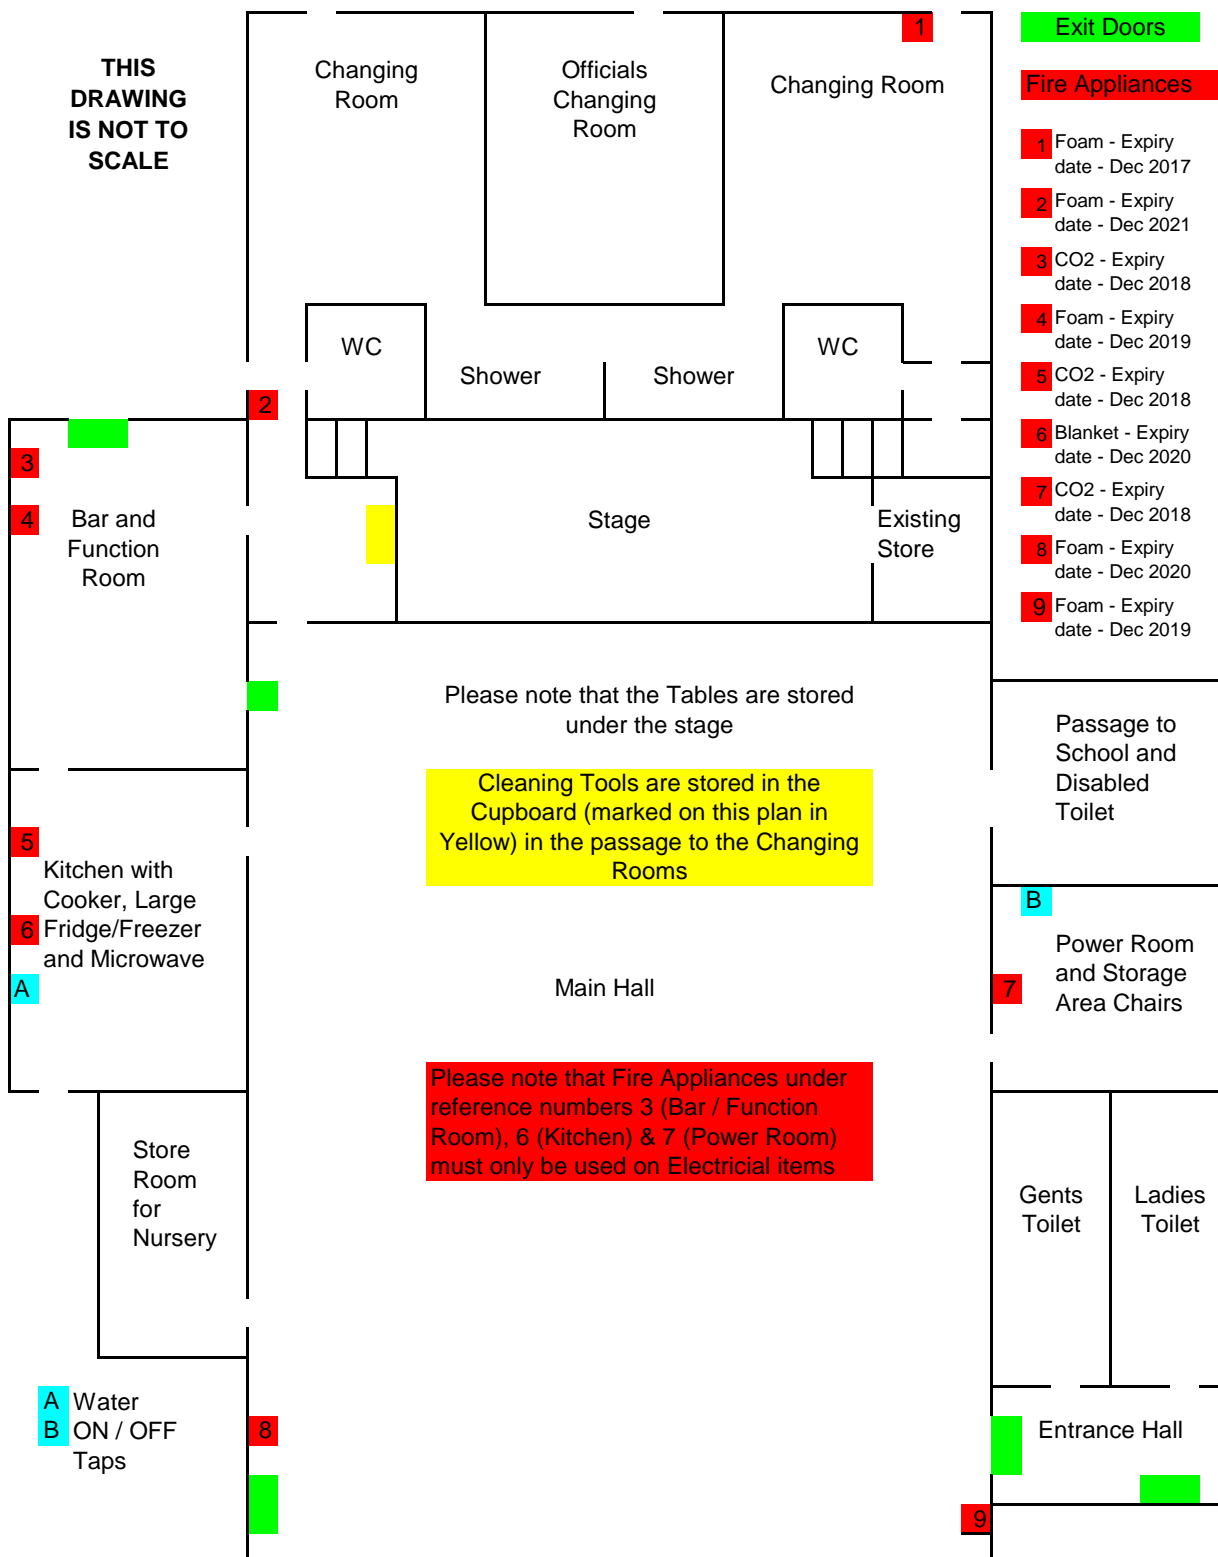 THIS
DRAWING
IS NOT TO
SCALE
Changing
Room
Officials
Changing
Room
1
Changing Room
Exit Doors
Fire Appliances
1 Foam - Expiry
date - Dec 2017
2 Foam - Expiry
date - Dec 2021
3 CO2 - Expiry
date - Dec 2018
4 Foam - Expiry
date - Dec 2019
5 CO2 - Expiry
date - Dec 2018
6 Blanket - Expiry
date - Dec 2020
7 CO2 - Expiry
date - Dec 2018
8 Foam - Expiry
date - Dec 2020
9 Foam - Expiry
date - Dec 2019
WC
Shower
Shower
WC
2
3
4
Bar and
Function
Room
Stage
Existing
Store
Please note that the Tables are stored
under the stage
Passage to
School and
Disabled
Toilet
Cleaning Tools are stored in the
Cupboard (marked on this plan in
Yellow) in the passage to the Changing
Rooms
5
Kitchen with
Cooker, Large
6 Fridge/Freezer
and Microwave
A
B
Power Room
and Storage
Area Chairs
7
Main Hall
Please note that Fire Appliances under
reference numbers 3 (Bar / Function
Room), 6 (Kitchen) & 7 (Power Room)
must only be used on Electricial items
Store
Room
for
Nursery
Gents
Toilet
Ladies
Toilet
A Water
B ON / OFF
Taps
8
Entrance Hall
9